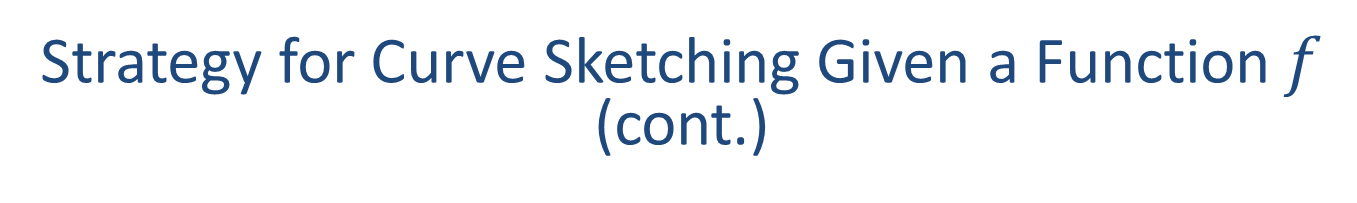 Strategy for Curve Sketching Given a Function f
(cont.)